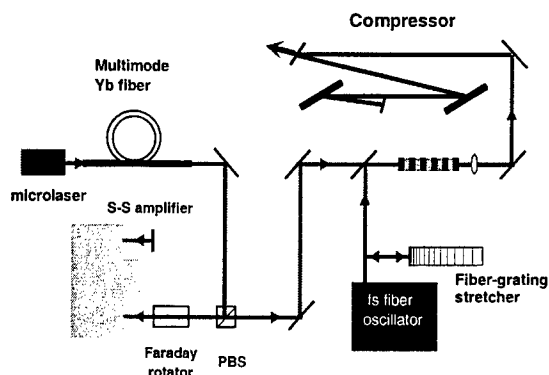 Compressor
Multimode
Yb fiber
microlaser
S-S amplifier
Fiber-grating
stretcher
fs fiber
oscillator
Faraday
rotator
PBS